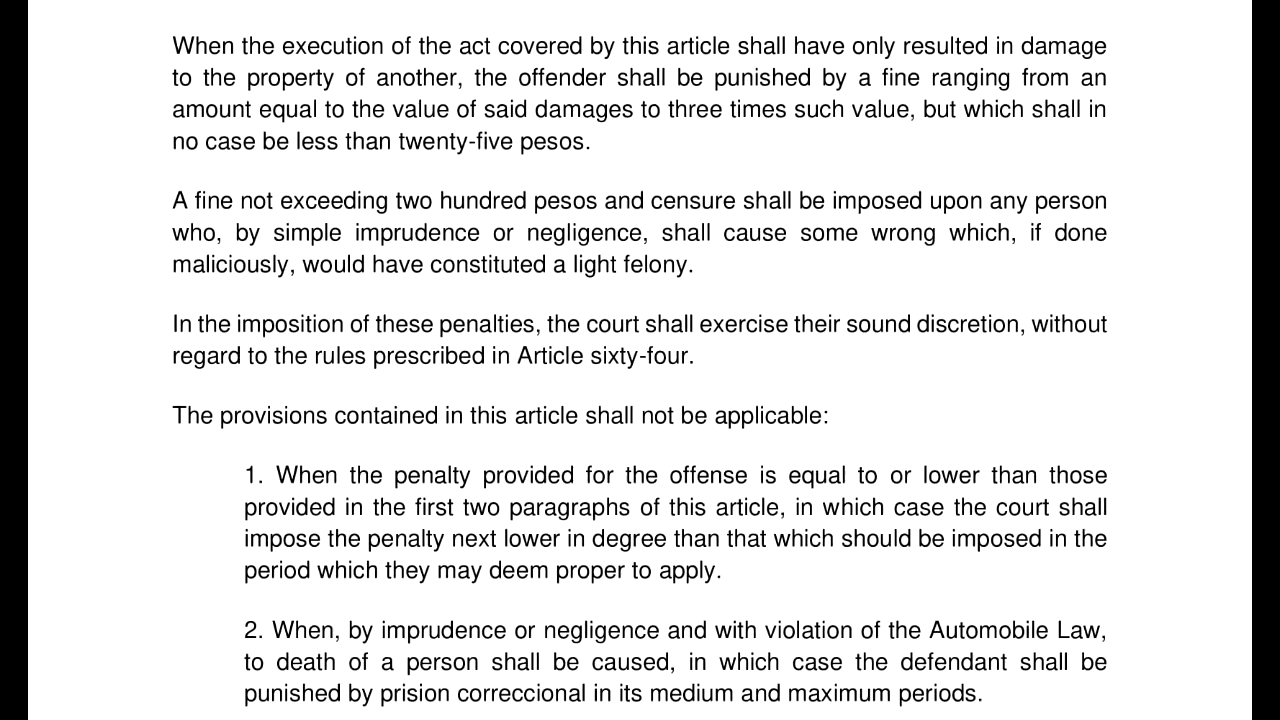 When the execution of the act covered by this article shall have only resulted in damage
to the property of another, the offender shall be punished by a fine ranging from an
amount equal to the value of said damages to three times such value, but which shall in
no case be less than twenty-five pesos.
A fine not exceeding two hundred pesos and censure shall be imposed upon any person
who, by simple imprudence or negligence, shall cause some wrong which, if done
maliciously, would have constituted a light felony.
In the imposition of these penalties, the court shall exercise their sound discretion, without
regard to the rules prescribed in Article sixty-four.
The provisions contained in this article shall not be applicable:
1. When the penalty provided for the offense is equal to or lower than those
provided in the first two paragraphs of this article, in which case the court shall
impose the penalty next lower in degree than that which should be imposed in the
period which they may deem proper to apply.
2. When, by imprudence or negligence and with violation of the Automobile Law,
to death of a person shall be caused, in which case the defendant shall be
punished by prision correccional in its medium and maximum periods.